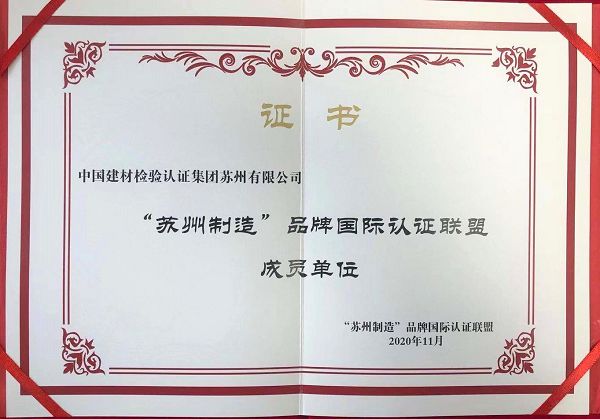 证书
中国建材检验认证集团苏州有限公司
“苏州制造”品牌国际认证联盟
成员单位
“苏州制造”品牌国际认证联盟
2020年11月